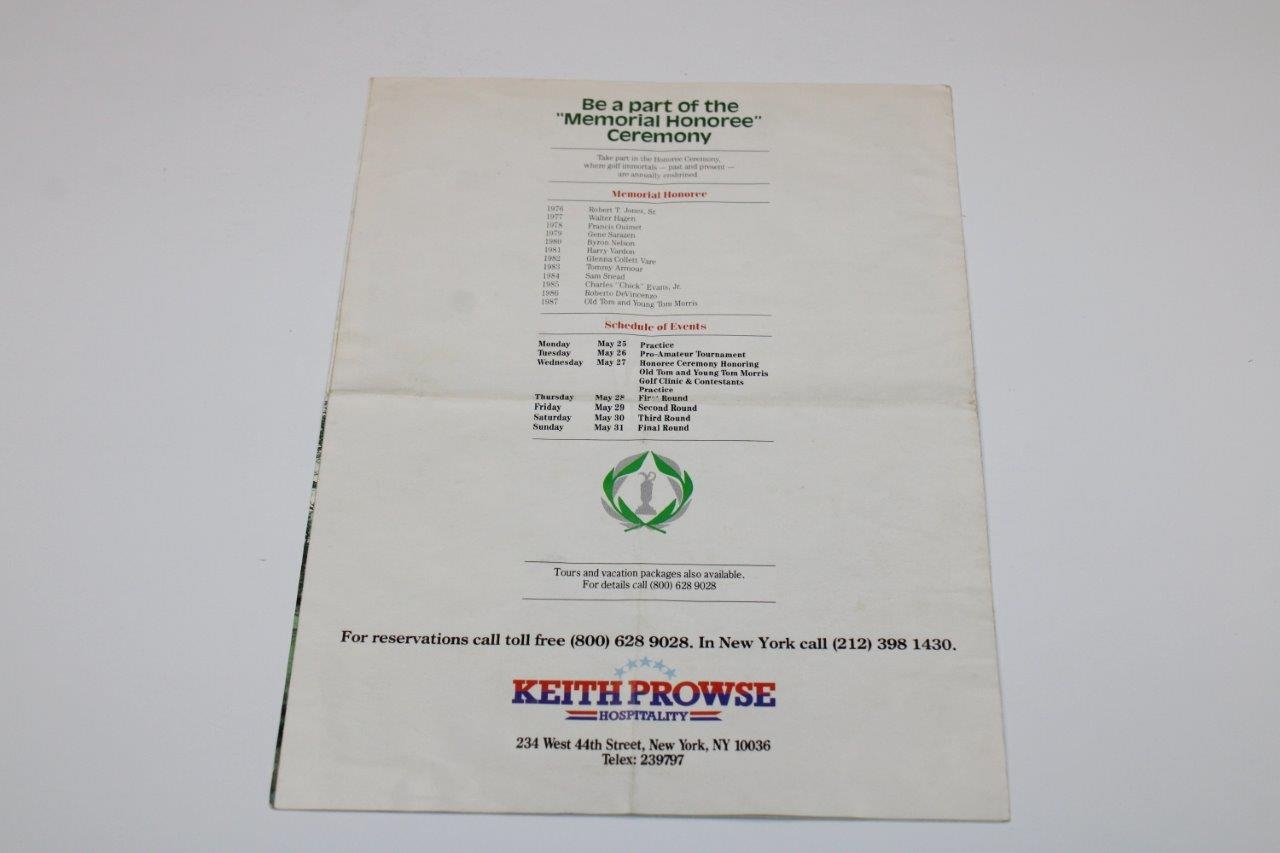 Be a part of the
"Memorial Honoree"
Ceremony
Take part in the Honoree Ceremony,
where golf immortals — past and present —
are annually enshrined.
Memorial Honoree
1976 Robert T. Jones, Sr.
1977 Walter Hagen
1978 Francis Ouimet
1979 Gene Sarazen
1980 Byron Nelson
1981 Harry Vardon
1982 Glenna Collett Vare
1983 Tommy Armour
1984 Sam Snead
1985 Charles "Chick" Evans, Jr.
1986 Roberto DeVincenzo
1987 Old Tom and Young Tom Morris
Schedule of Events
Monday May 25 Practice
Tuesday May 26 Pro-Amateur Tournament
Wednesday May 27 Honoree Ceremony Honoring
Old Tom and Young Tom Morris
Golf Clinic & Contestants
Practice
Thursday May 28 First Round
Friday May 29 Second Round
Saturday May 30 Third Round
Sunday May 31 Final Round
Tours and vacation packages also available.
For details call (800) 628 9028
For reservations call toll free (800) 628 9028. In New York call (212) 398 1430.
KEITH PROWSE
HOSPITALITY
234 West 44th Street, New York, NY 10036
Telex: 239797